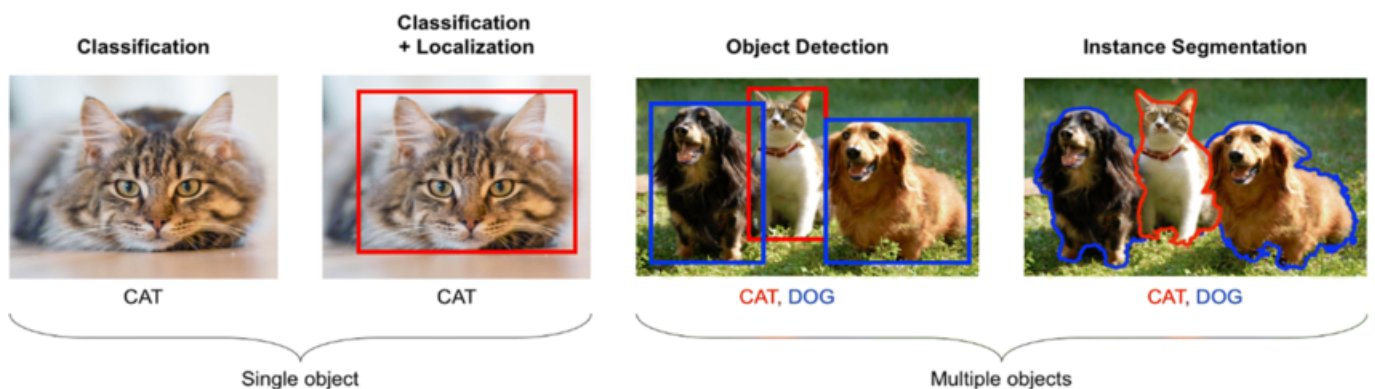 Classification
Classification
+ Localization
Object Detection
Instance Segmentation
CAT
CAT
CAT, DOG
CAT, DOG
Single object
Multiple objects